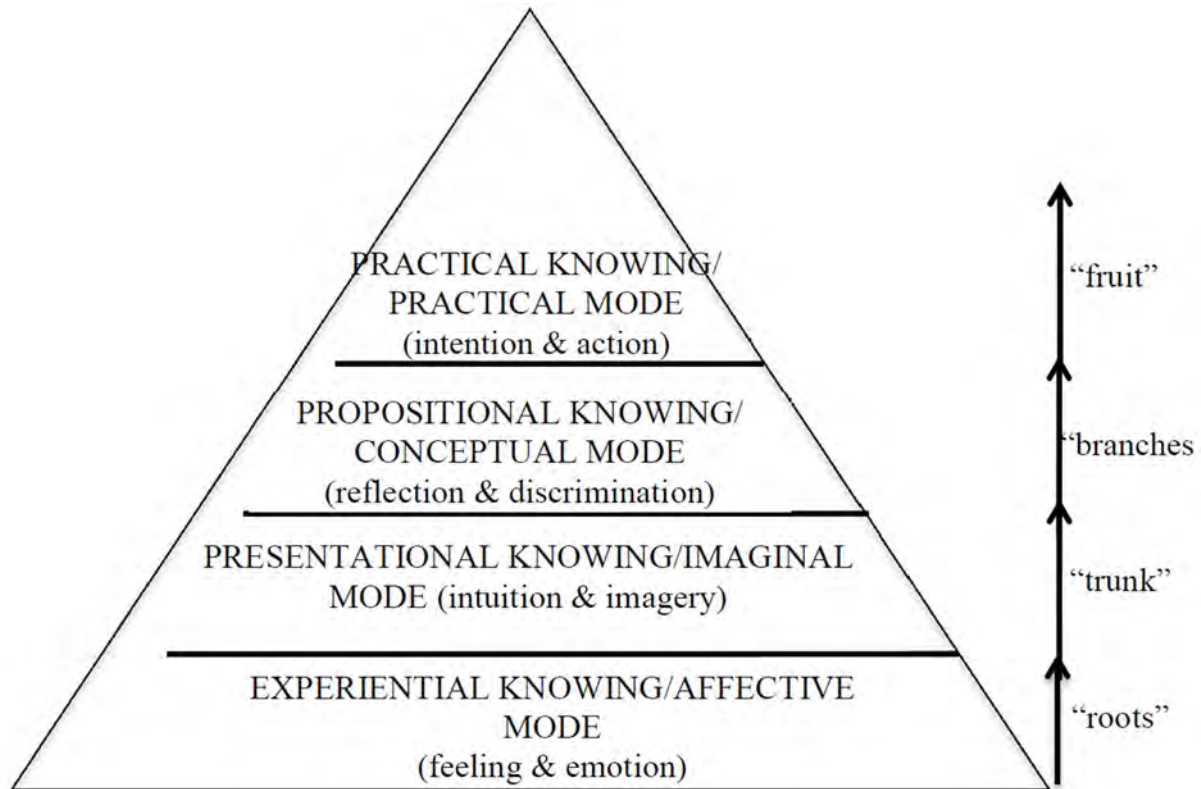 PRACTICAL KNOWING/
PRACTICAL MODE
(intention & action)
“fruit”
PROPOSITIONAL KNOWING/
CONCEPTUAL MODE
(reflection & discrimination)
“branches
PRESENTATIONAL KNOWING/IMAGINAL
MODE (intuition & imagery)
“trunk”
EXPERIENTIAL KNOWING/AFFECTIVE
MODE
(feeling & emotion)
“roots”